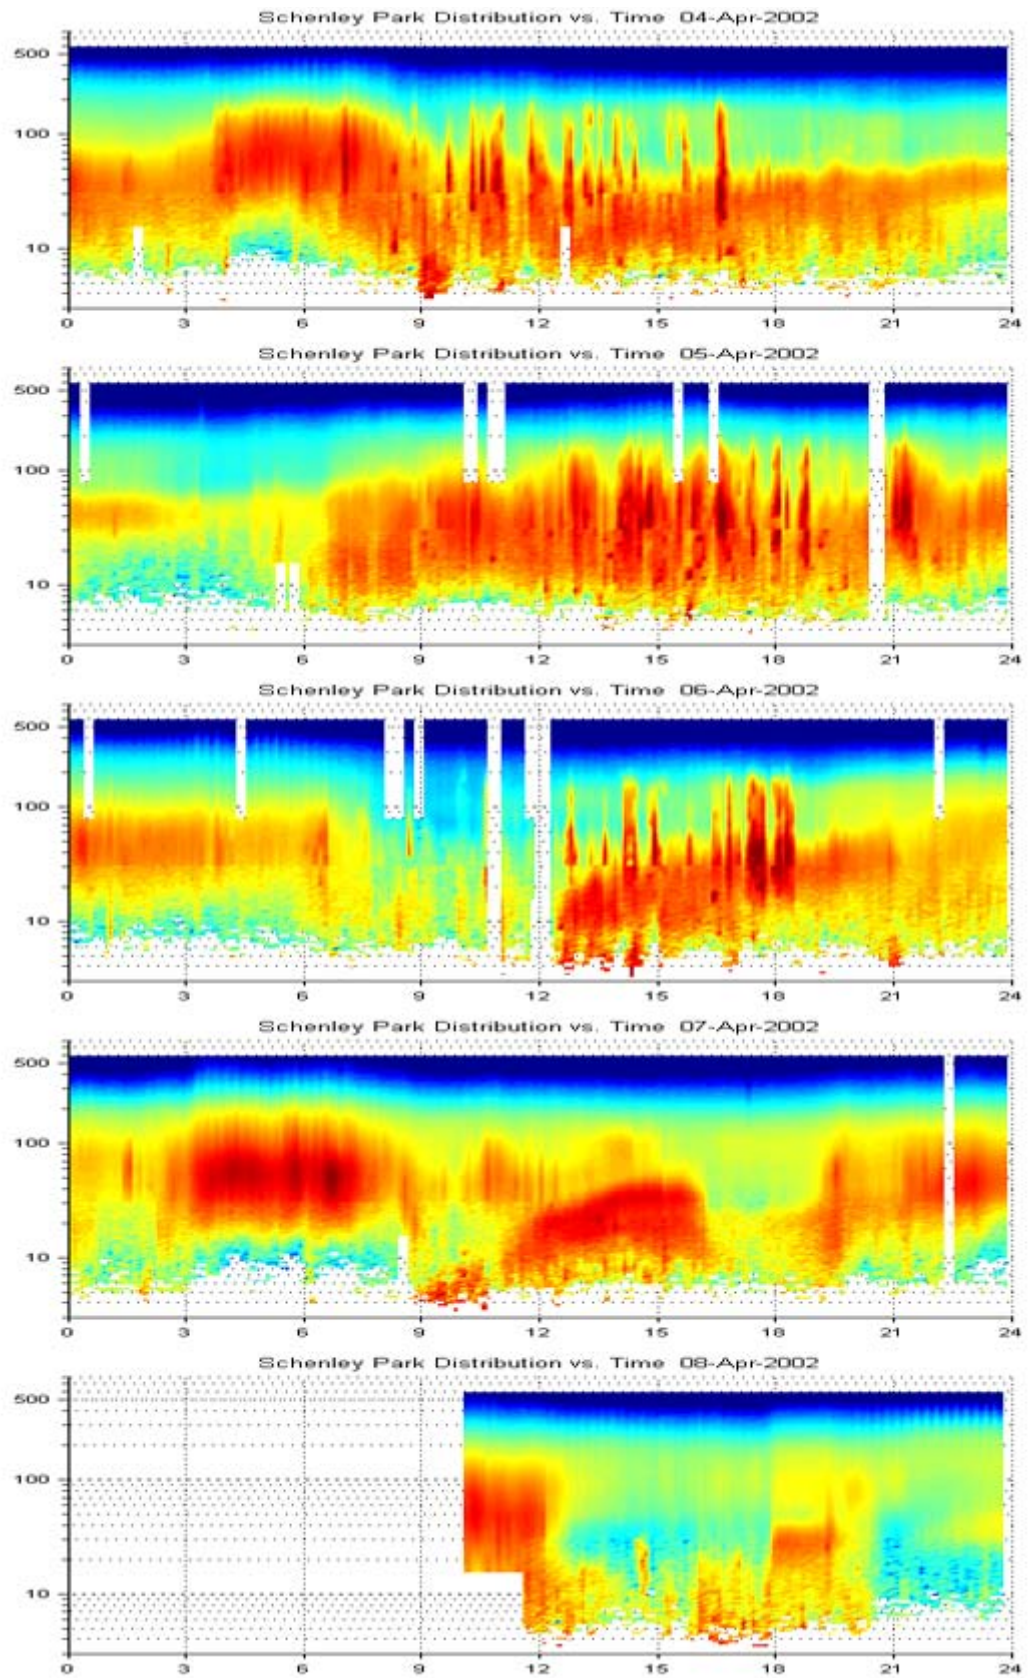 Schenley Park Distribution vs. Time 04-Apr-2002
500
100
10
0 3 6 9 12 15 18 21 24
Schenley Park Distribution vs. Time 05-Apr-2002
500
100
10
0 3 6 9 12 15 18 21 24
Schenley Park Distribution vs. Time 06-Apr-2002
500
100
10
0 3 6 9 12 15 18 21 24
Schenley Park Distribution vs. Time 07-Apr-2002
500
100
10
0 3 6 9 12 15 18 21 24
Schenley Park Distribution vs. Time 08-Apr-2002
500
100
10
0 3 6 9 12 15 18 21 24